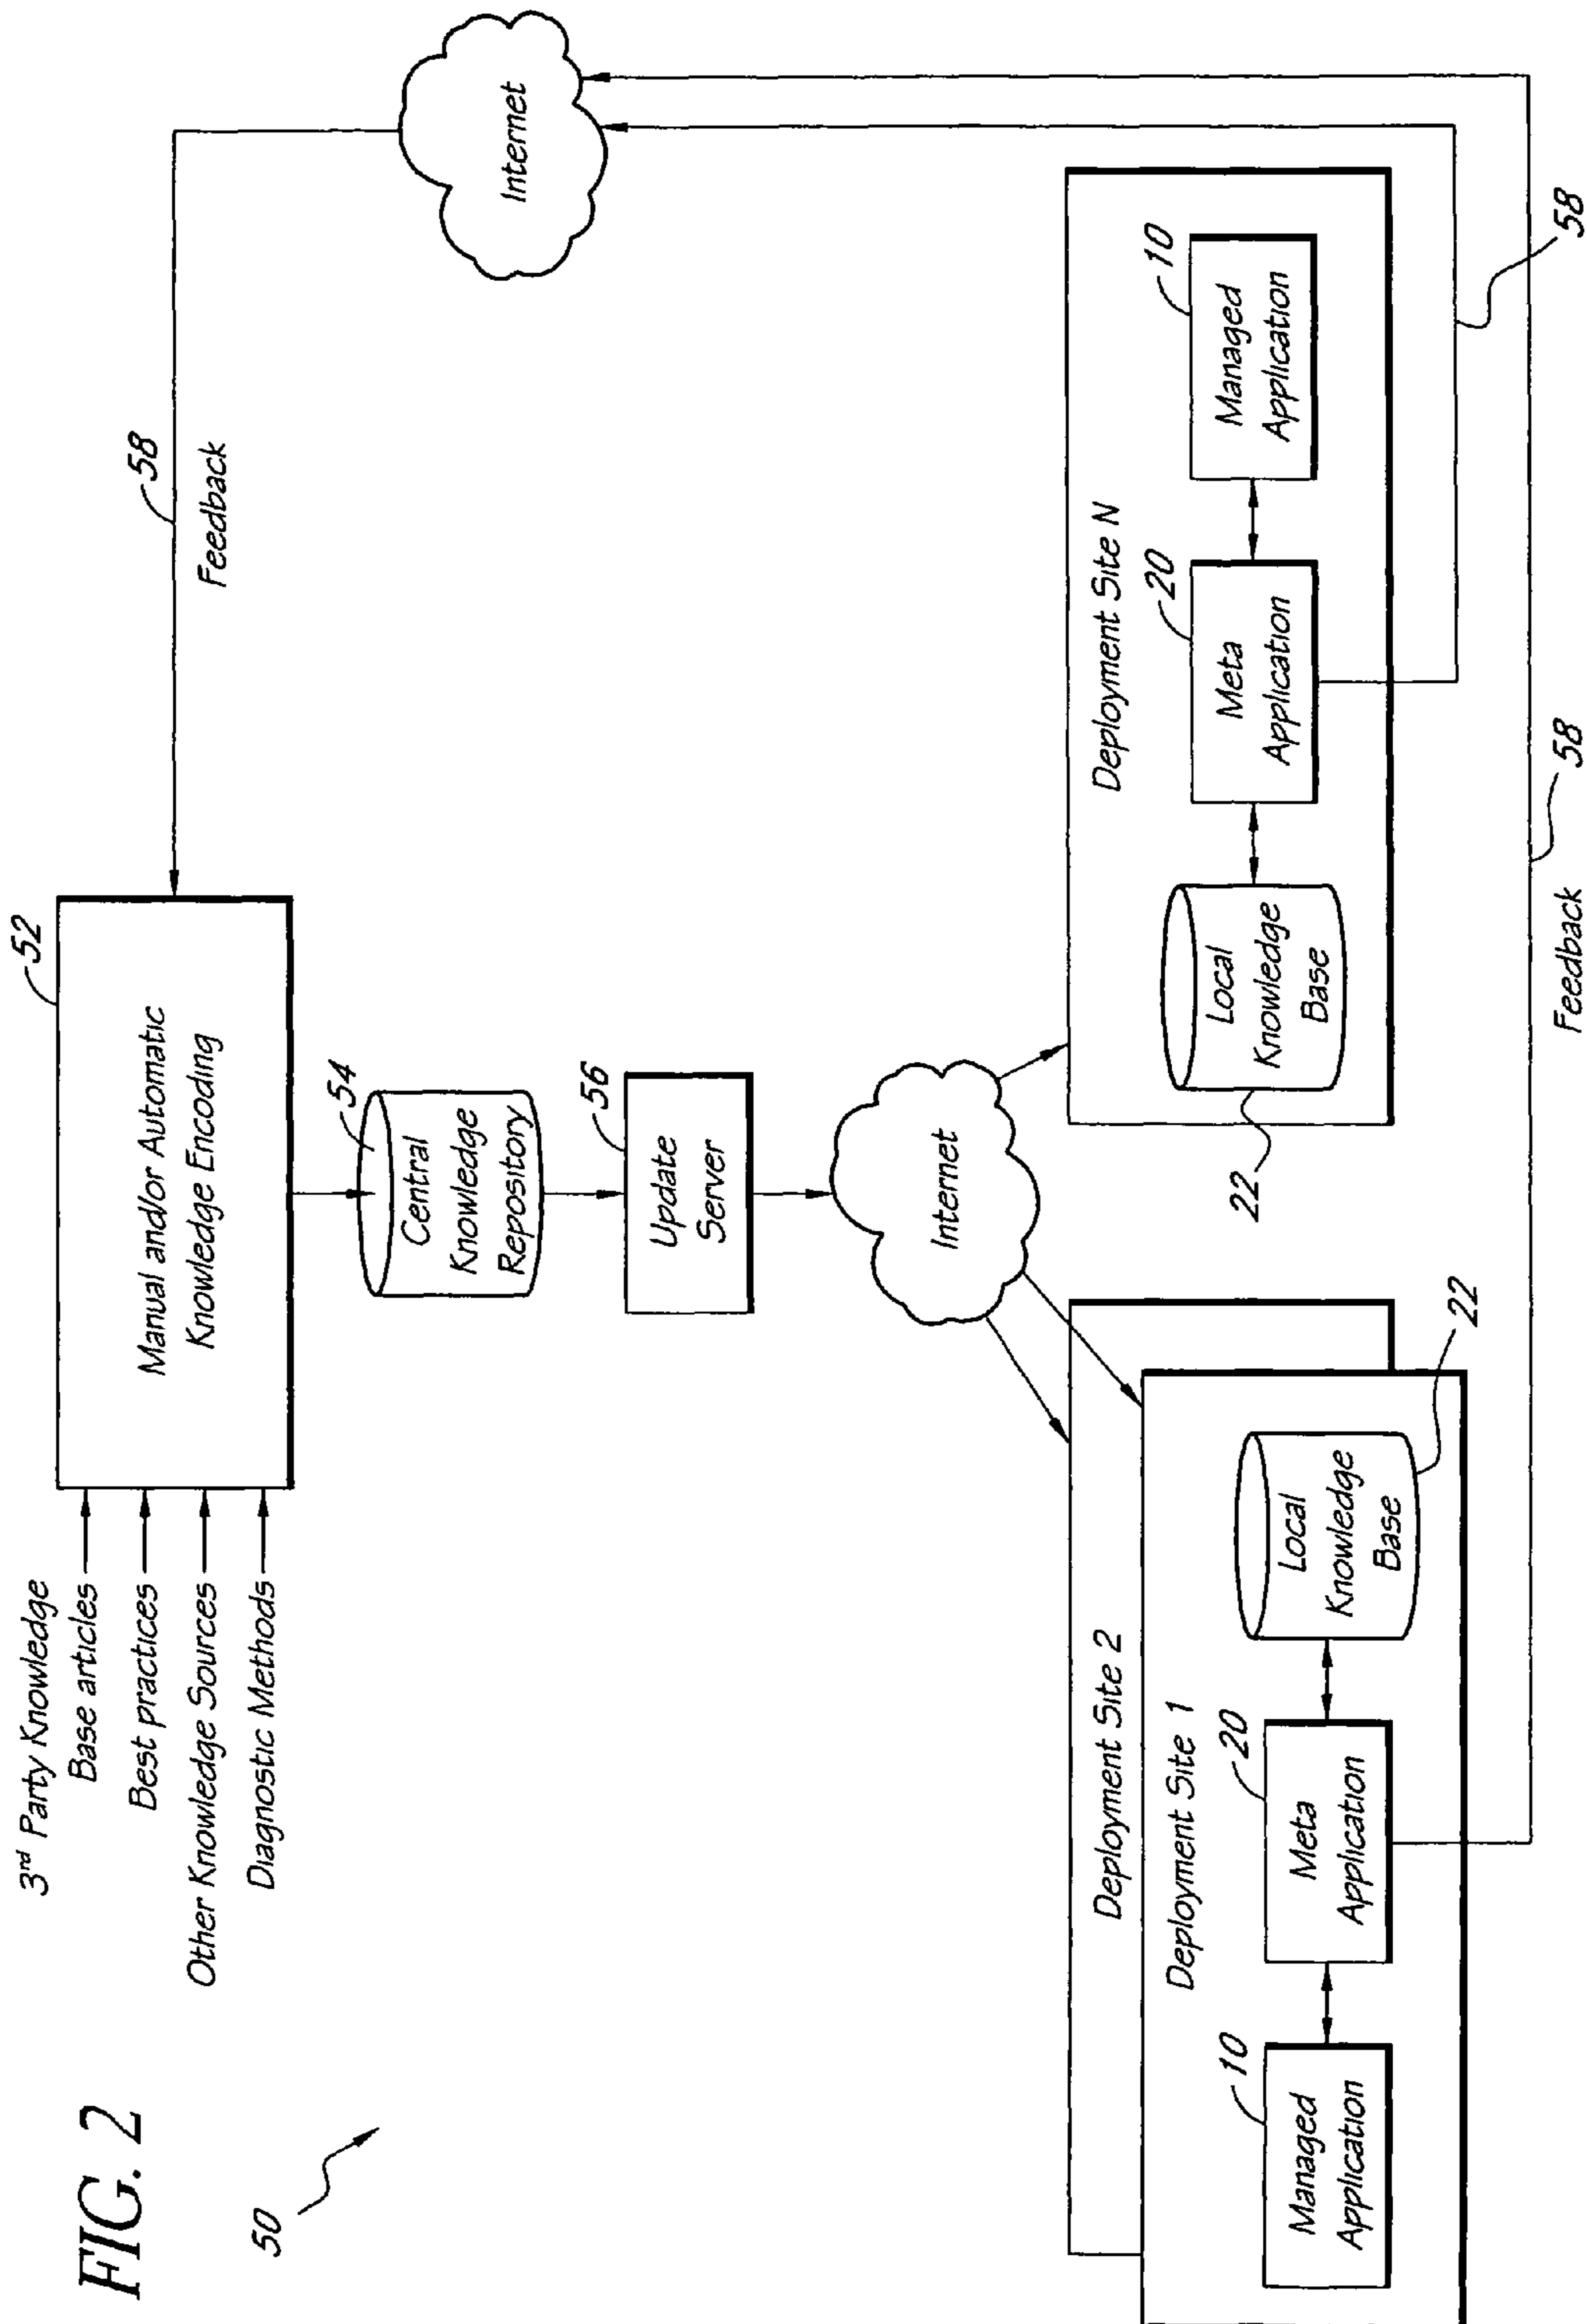 FIG. 2
50
3rd Party Knowledge
Base articles
Best practices
Other Knowledge Sources
Diagnostic Methods
52
Manual and/or Automatic
Knowledge Encoding
58
Feedback
54
Central
Knowledge
Repository
56
Update
Server
Internet
Internet
Deployment Site 2
Deployment Site 1
10
Managed
Application
20
Meta
Application
Local
Knowledge
Base
22
Deployment Site N
Local
Knowledge
Base
22
20
Meta
Application
10
Managed
Application
58
Feedback
58